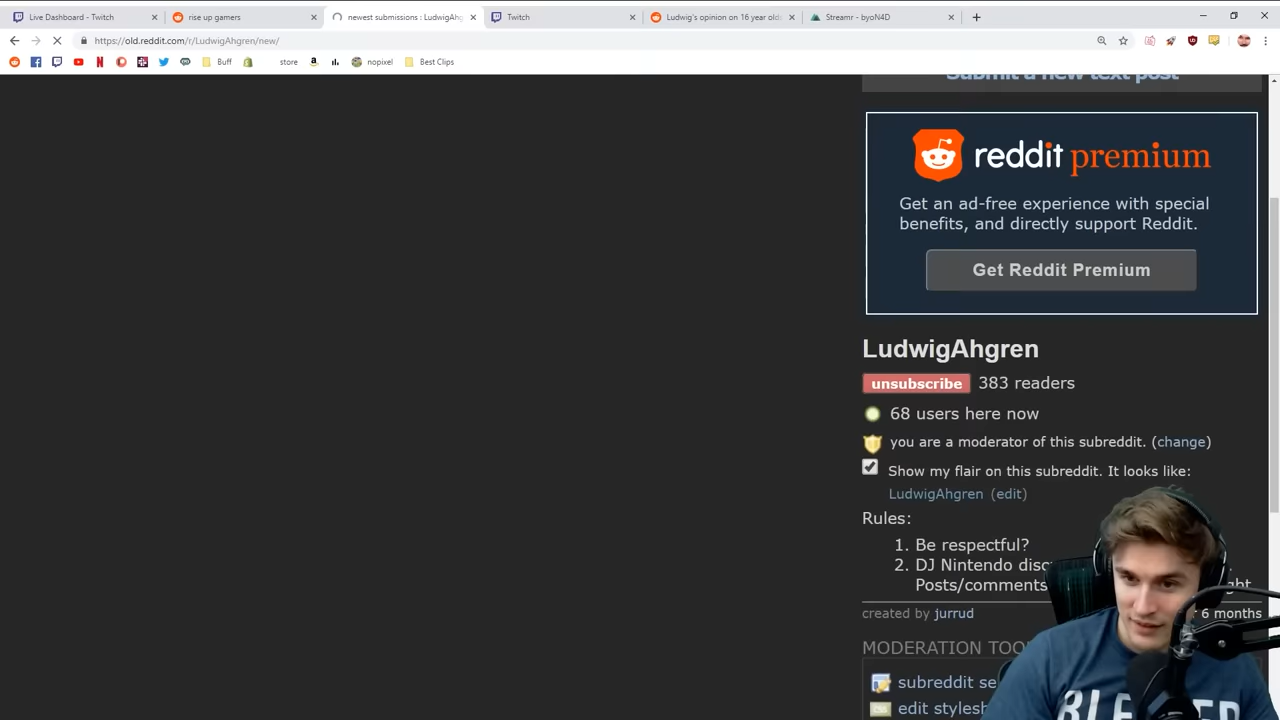 Live Dashboard - Twitch
rise up gamers
newest submissions : LudwigAhg
Twitch
Ludwig's opinion on 16 year old
Streamr - byoN4D
https://old.reddit.com/r/LudwigAhgren/new/
Buff
store
nopixel
Best Clips
Submit a new text post
reddit premium
Get an ad-free experience with special
benefits, and directly support Reddit.
Get Reddit Premium
LudwigAhgren
unsubscribe 383 readers
68 users here now
you are a moderator of this subreddit. (change)
Show my flair on this subreddit. It looks like:
LudwigAhgren (edit)
Rules:
1. Be respectful?
2. DJ Nintendo disc
Posts/comments
created by jurrud
6 months
MODERATION TOO
subreddit se
edit stylesh